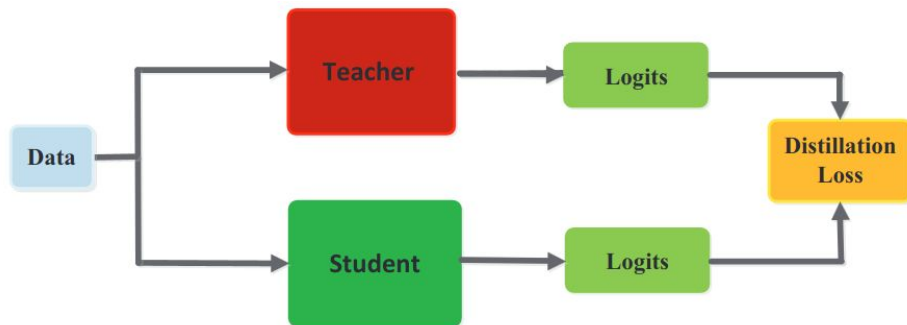 Teacher
Logits
Data
Distillation
Loss
Student
Logits